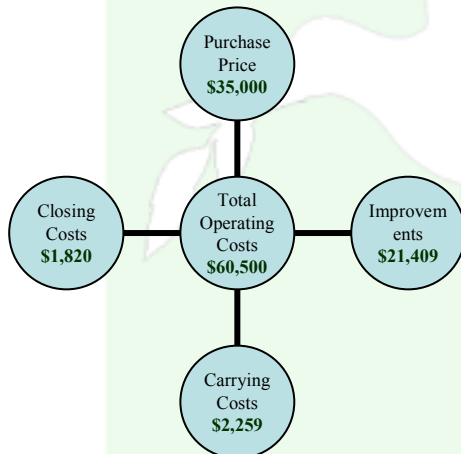 Purchase
Price
$35,000
Closing
Costs
$1,820
Total
Operating
Costs
$60,500
Improvem
ents
$21,409
Carrying
Costs
$2,259